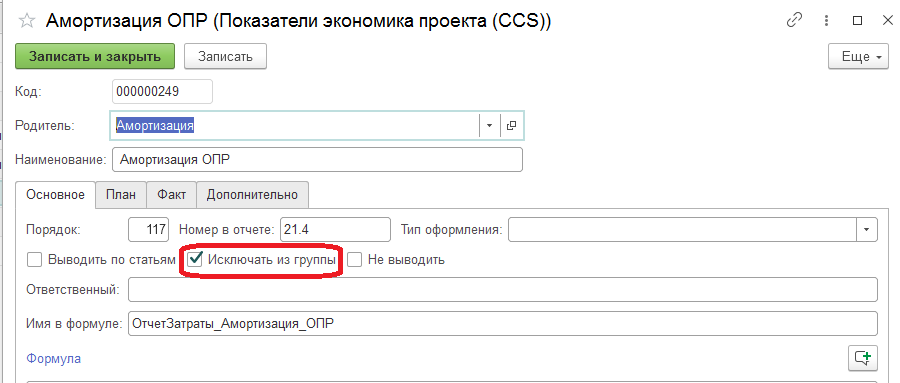 Амортизация ОПР (Показатели экономика проекта (CCS))
Записать и закрыть Записать Еще
Код: 000000249
Родитель: Амортизация
Наименование: Амортизация ОПР
Основное План Факт Дополнительно
Порядок: 117 Номер в отчете: 21.4 Тип оформления:
Выводить по статьям Исключать из группы Не выводить
Ответственный:
Имя в формуле: ОтчетЗатраты_Амортизация_ОПР
Формула